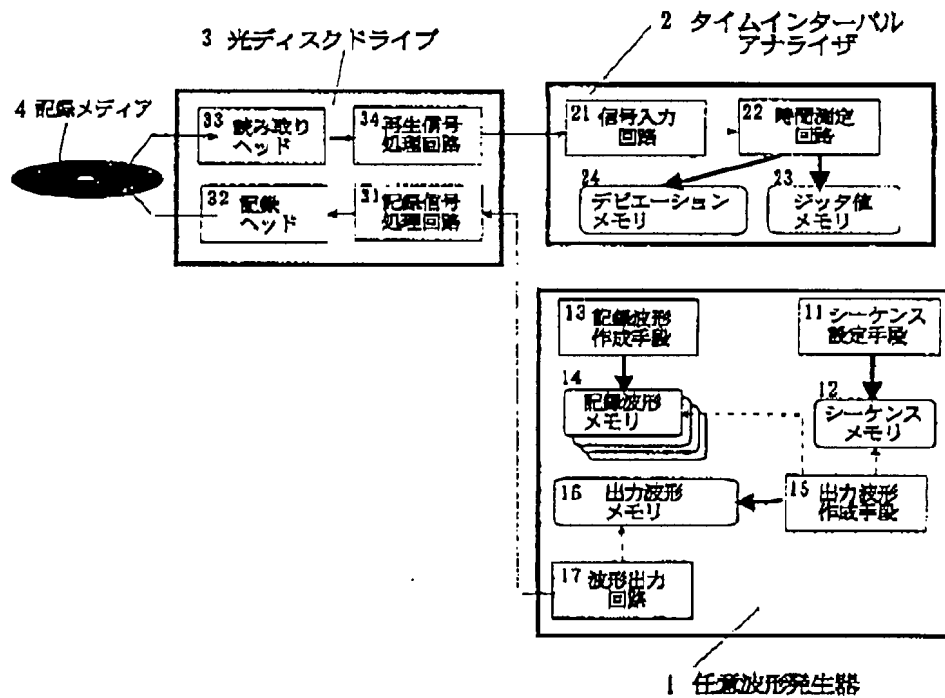 3 光ディスクドライブ
2 タイムインターバル
アナライザ
4 記録メディア
33 読み取り
ヘッド
34 再生信号
処理回路
32 記録
ヘッド
31 記録信号
処理回路
21 信号入力
回路
22 時間測定
回路
24
デビエーション
メモリ
23
ジッタ値
メモリ
13 記録波形
作成手段
11 シーケンス
設定手段
14
記録波形
メモリ
12
シーケンス
メモリ
16 出力波形
メモリ
15 出力波形
作成手段
17 波形出力
回路
1 任意波形発生器